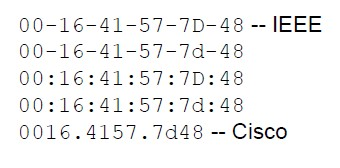 00-16-41-57-7D-48 -- IEEE
00-16-41-57-7d-48
00:16:41:57:7D:48
00:16:41:57:7d:48
0016.4157.7d48 -- Cisco